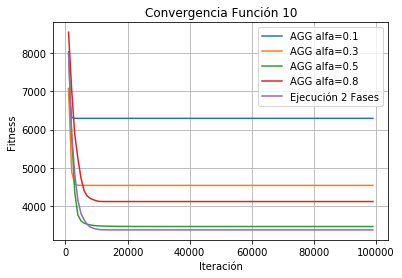 Convergencia Función 10
AGG alfa=0.1
AGG alfa=0.3
AGG alfa=0.5
AGG alfa=0.8
Ejecución 2 Fases
Fitness
8000
7000
6000
5000
4000
0 20000 40000 60000 80000 100000
Iteración